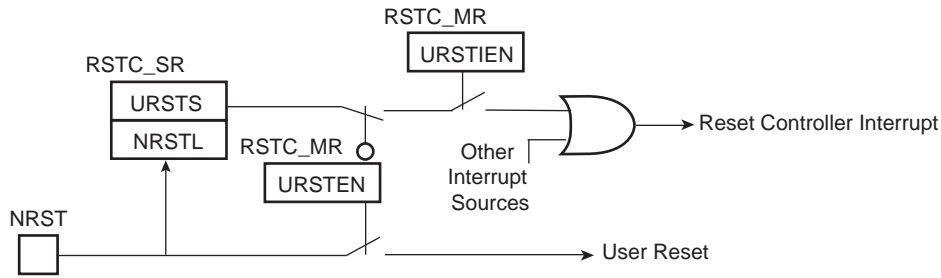 RSTC_MR
URSTIEN
RSTC_SR
URSTS
NRSTL
RSTC_MR
URSTEN
Other
Interrupt
Sources
Reset Controller Interrupt
NRST
User Reset